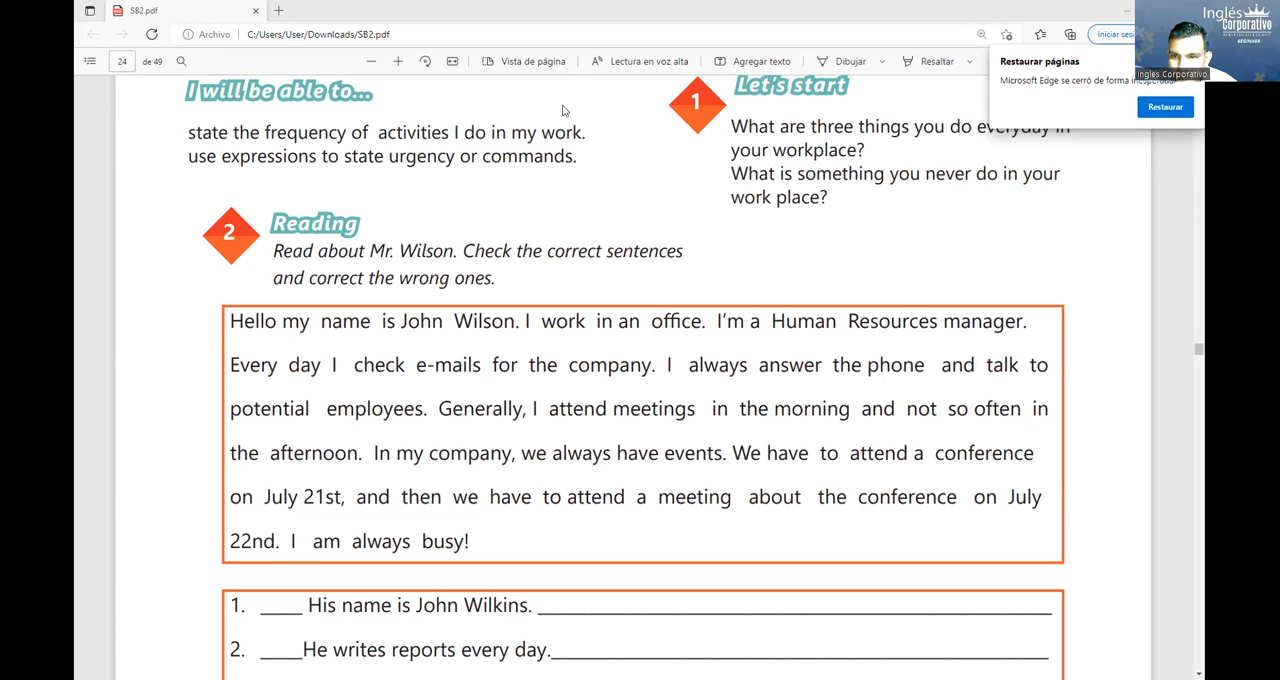 SB2.pdf
Archivo
C:/Users/User/Downloads/SB2.pdf
Iniciar sesi
24
de 49
Vista de página
Lectura en voz alta
Agregar texto
Dibujar
Resaltar
Inglés
Corporativo
BEGINNER
Inglés Corporativo
Restaurar páginas
Microsoft Edge se cerró de forma
Restaurar
I will be able to...
state the frequency of activities I do in my work.
use expressions to state urgency or commands.
1
Let's start
What are three things you do everyday in
your workplace?
What is something you never do in your
work place?
2
Reading
Read about Mr. Wilson. Check the correct sentences
and correct the wrong ones.
Hello my name is John Wilson. I work in an office. I'm a Human Resources manager.
Every day I check e-mails for the company. I always answer the phone and talk to
potential employees. Generally, I attend meetings in the morning and not so often in
the afternoon. In my company, we always have events. We have to attend a conference
on July 21st, and then we have to attend a meeting about the conference on July
22nd. I am always busy!
1. ____ His name is John Wilkins. ____
2. ____He writes reports every day.____